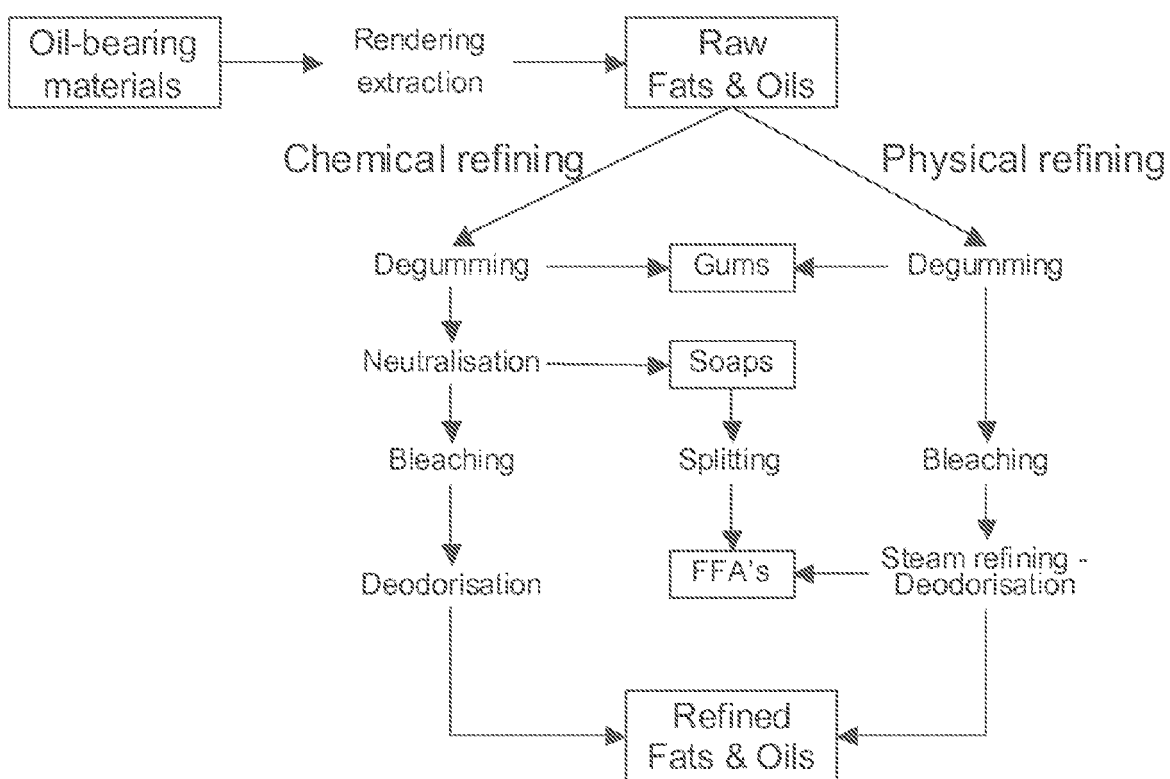 Oil-bearing
materials
Rendering
extraction
Raw
Fats & Oils
Chemical refining
Physical refining
Degumming
Gums
Degumming
Neutralisation
Soaps
Bleaching
Splitting
Bleaching
Deodorisation
FFA's
Steam refining -
Deodorisation
Refined
Fats & Oils